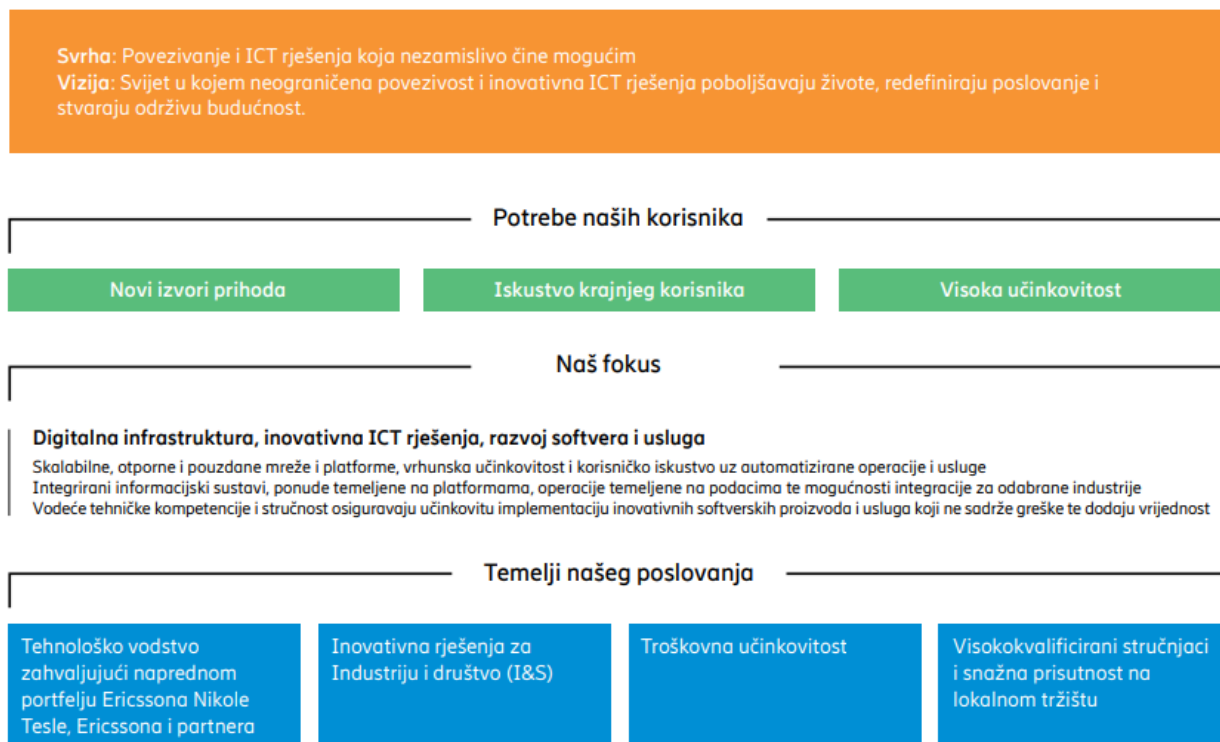 Svrha: Povezivanje i ICT rješenja koja nezamislivo čine mogućim
Vizija: Svijet u kojem neograničena povezivost i inovativna ICT rješenja poboljšavaju živote, redefiniraju poslovanje i
stvaraju održivu budućnost.
Potrebe naših korisnika
Novi izvori prihoda
Iskustvo krajnjeg korisnika
Visoka učinkovitost
Naš fokus
Digitalna infrastruktura, inovativna ICT rješenja, razvoj softvera i usluga
Skalabilne, otporne i pouzdane mreže i platforme, vrhunska učinkovitost i korisničko iskustvo uz automatizirane operacije i usluge
Integrirani informacijski sustavi, ponude temeljene na platformama, operacije temeljene na podacima te mogućnosti integracije za odabrane industrije
Vodeće tehničke kompetencije i stručnost osiguravaju učinkovitu implementaciju inovativnih softverskih proizvoda i usluga koji ne sadrže greške te dodaju vrijednost
Temelji našeg poslovanja
Tehnološko vodstvo
zahvaljujući naprednom
portfelju Ericssona Nikole
Tesle, Ericssona i partnera
Inovativna rješenja za
Industriju i društvo (I&S)
Troškovna učinkovitost
Visokokvalificirani stručnjaci
i snažna prisutnost na
lokalnom tržištu